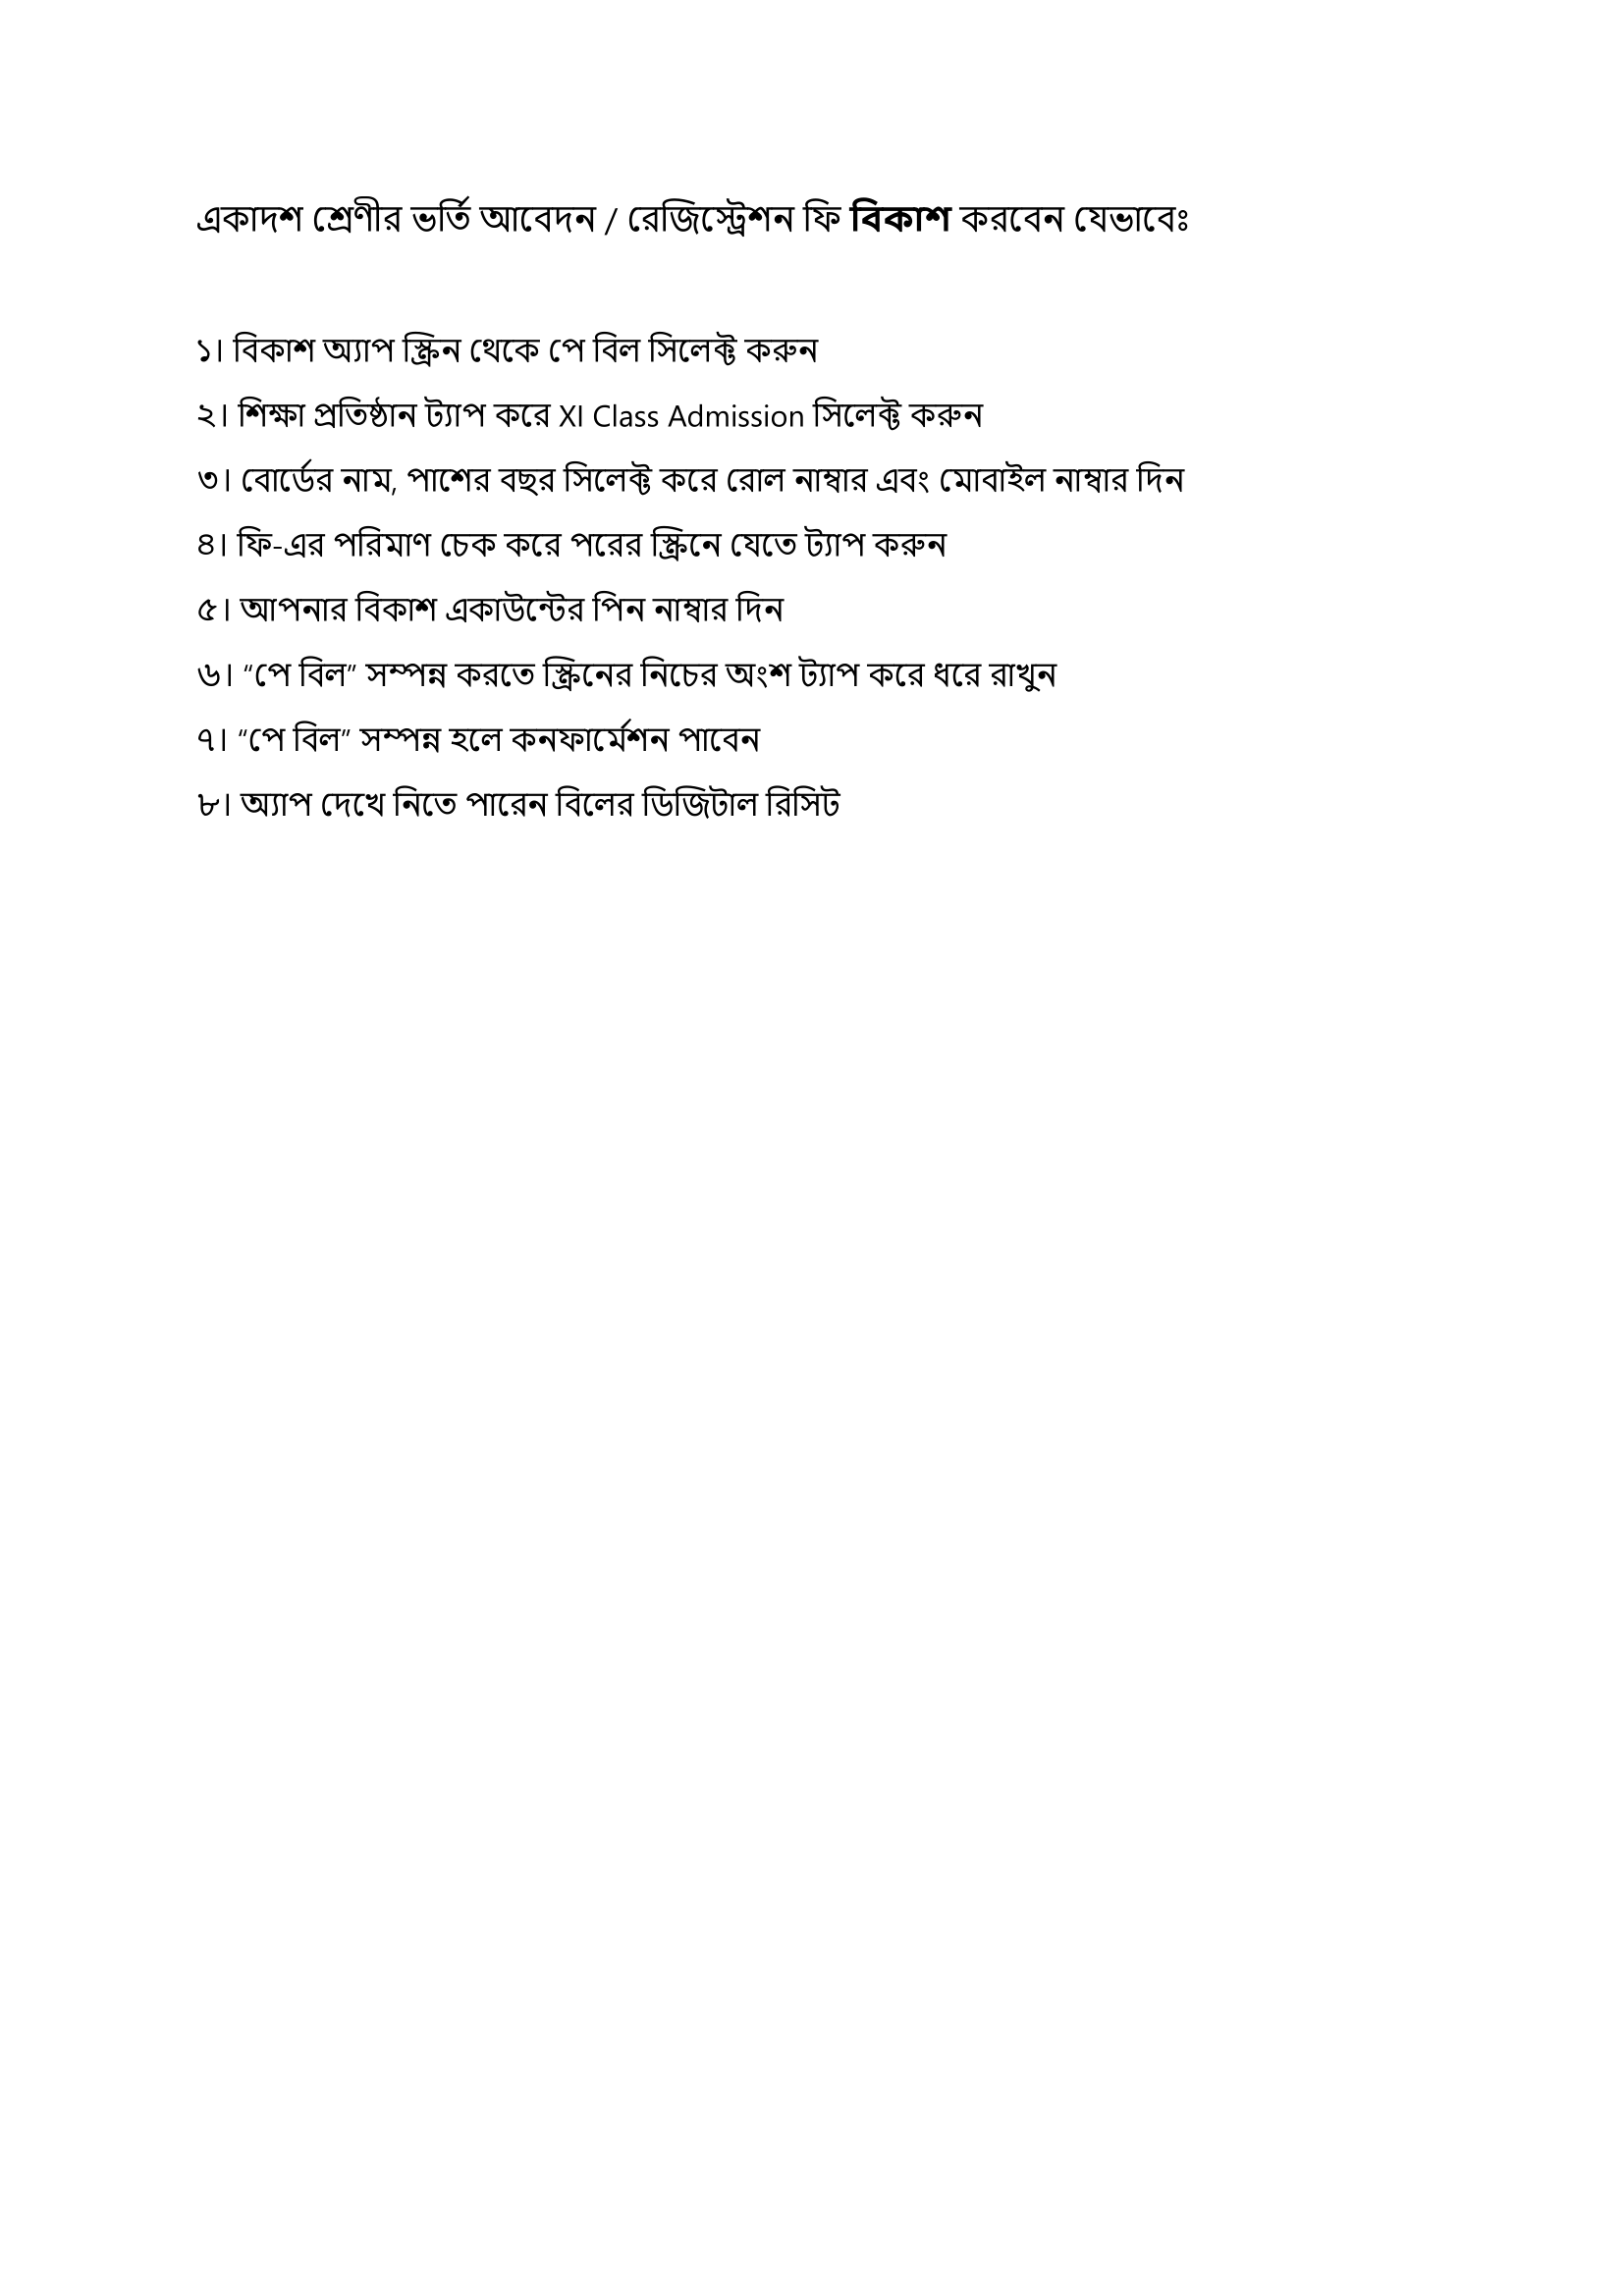 একাদশ শ্রেণীর ভর্তি আবেদন / রেজিস্ট্রেশন ফি বিকাশ করবেন যেভাবেঃ
১। বিকাশ অ্যাপ স্ক্রিন থেকে পে বিল সিলেক্ট করুন
২। শিক্ষা প্রতিষ্ঠান ট্যাপ করে XI Class Admission সিলেক্ট করুন
৩। বোর্ডের নাম, পাশের বছর সিলেক্ট করে রোল নাম্বার এবং মোবাইল নাম্বার দিন
৪। ফি-এর পরিমাণ চেক করে পরের স্ক্রিনে যেতে ট্যাপ করুন
৫। আপনার বিকাশ একাউন্টের পিন নাম্বার দিন
৬। “পে বিল” সম্পন্ন করতে স্ক্রিনের নিচের অংশ ট্যাপ করে ধরে রাখুন
৭। “পে বিল” সম্পন্ন হলে কনফার্মেশন পাবেন
৮। অ্যাপ দেখে নিতে পারেন বিলের ডিজিটাল রিসিট